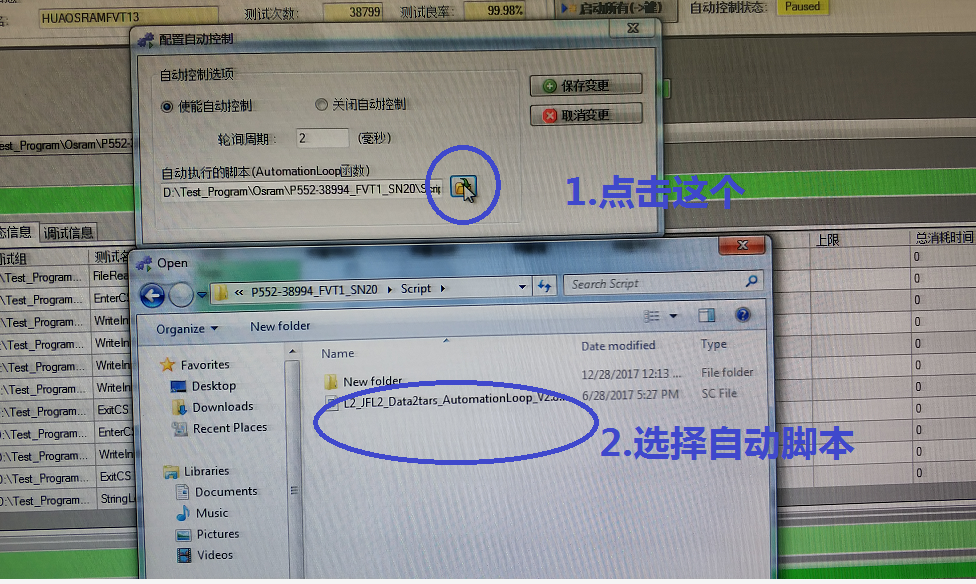 HUAOSRAMFVT13
测试次数: 38799 测试良率: 99.98% 启动所有(->键) 自动控制状态: Paused
配置自动控制
自动控制选项
使能自动控制 关闭自动控制
保存变更
取消变更
轮询周期: 2 (毫秒)
est_Program\Osram\P552-3
自动执行的脚本(AutomationLoop函数)
D:\Test_Program\Osram\P552-38994_FVT1_SN20\Scrip
1.点击这个
态信息 调试信息
上限 总消耗时间
测试组 测试名
:\Test_Program... FileRea
:\Test_Program... EnterCS
:\Test_Program... WriteIn
:\Test_Program... WriteIn
:\Test_Program... WriteIn
:\Test_Program... WriteIn
:\Test_Program... ExitCS
:\Test_Program... EnterCS
:\Test_Program... WriteIn
:\Test_Program... ExitCS
D:\Test_Program... StringLe
0
0
0
0
0
0
0
0
0
0
0
Open
« P552-38994_FVT1_SN20 Script Search Script
Organize New folder
Name Date modified Type
New folder 12/28/2017 12:13 ... File folder
L2_JFL2_Data2tars_AutomationLoop_V2.0... 6/28/2017 5:27 PM SC File
Favorites
Desktop
Downloads
Recent Places
Libraries
Documents
Music
Pictures
Videos
2.选择自动脚本